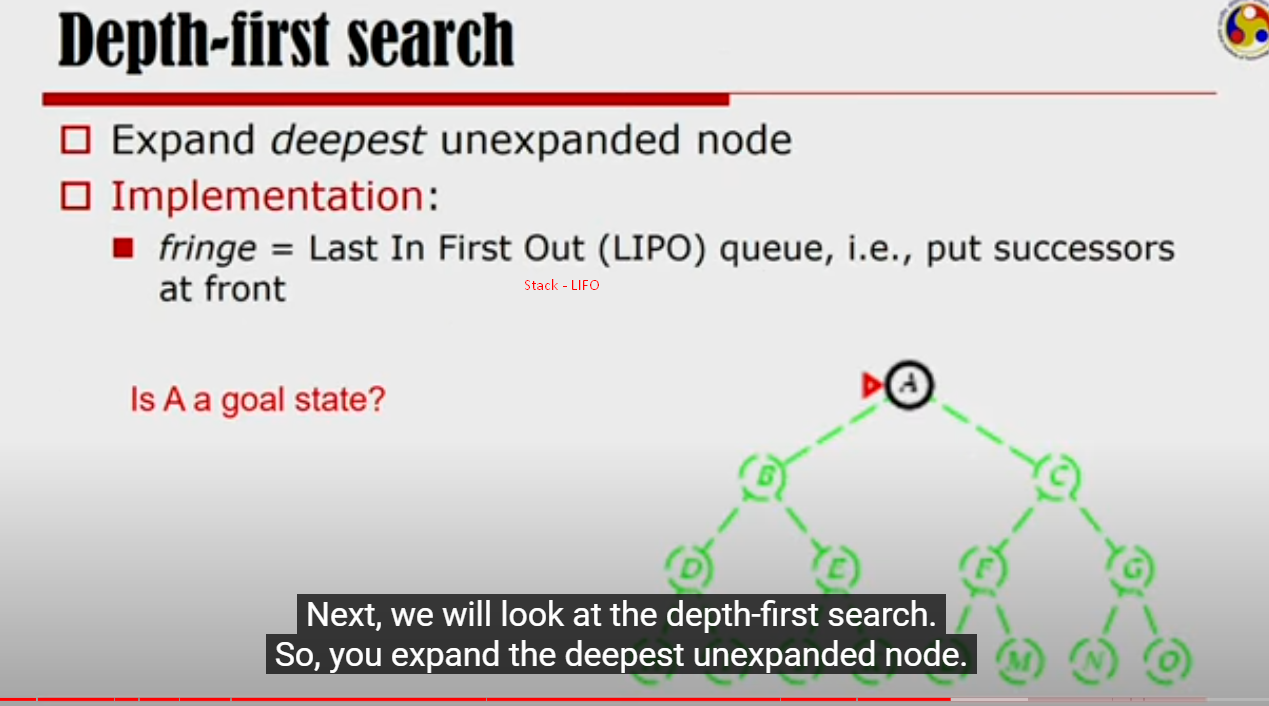 Depth-first search
Expand deepest unexpanded node
Implementation:
fringe = Last In First Out (LIPO) queue, i.e., put successors
at front
Stack - LIFO
Is A a goal state?
A
B
C
D
E
F
G
M
N
O
Next, we will look at the depth-first search.
So, you expand the deepest unexpanded node.